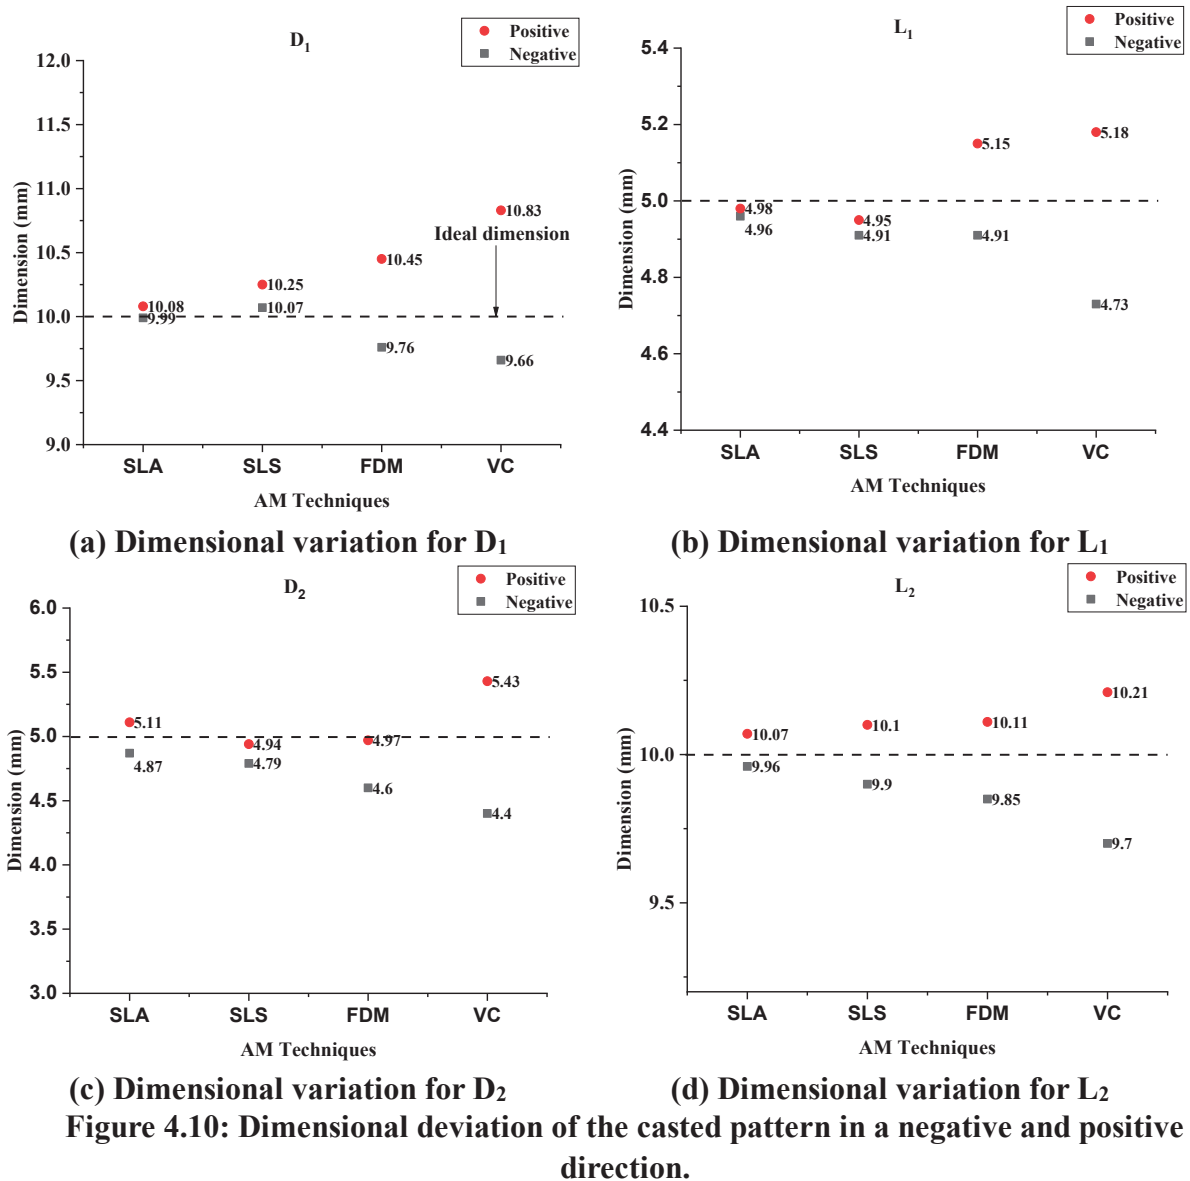 D1
Positive
Negative
12.0
11.5
11.0
10.5
10.0
9.5
9.0
Dimension (mm)
10.08
9.99
10.25
10.07
10.45
9.76
10.83
9.66
Ideal dimension
SLA SLS FDM VC
AM Techniques
(a) Dimensional variation for D1
L1
Positive
Negative
5.4
5.2
5.0
4.8
4.6
4.4
Dimension (mm)
4.98
4.96
4.95
4.91
5.15
4.91
5.18
4.73
SLA SLS FDM VC
AM Techniques
(b) Dimensional variation for L1
D2
Positive
Negative
6.0
5.5
5.0
4.5
4.0
3.5
3.0
Dimension (mm)
5.11
4.87
4.94
4.79
4.97
4.6
5.43
4.4
SLA SLS FDM VC
AM Techniques
(c) Dimensional variation for D2
L2
Positive
Negative
10.5
10.0
9.5
Dimension (mm)
10.07
9.96
10.1
9.9
10.11
9.85
10.21
9.7
SLA SLS FDM VC
AM Techniques
(d) Dimensional variation for L2
Figure 4.10: Dimensional deviation of the casted pattern in a negative and positive
direction.